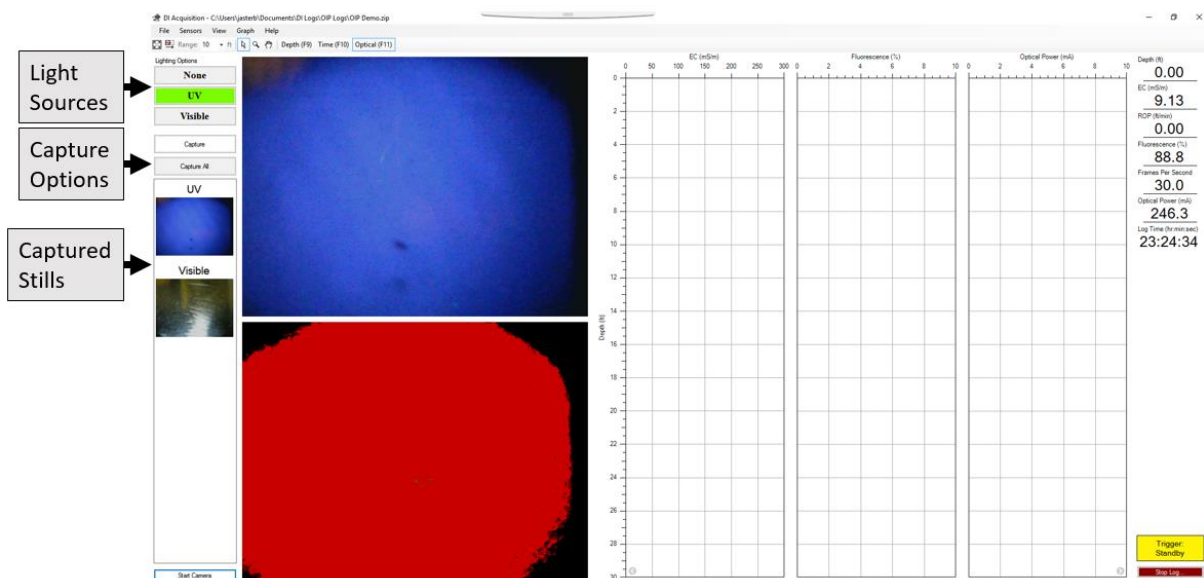 DI Acquisition - C:\Users\jasterb\Documents\DI Logs\OIP Logs\OIP Demo.zip
File Sensors View Graph Help
Range: 10 ft Depth (F9) Time (F10) Optical (F11)
Light
Sources
Capture
Options
Captured
Stills
Lighting Options
None
UV
Visible
Capture
Capture All
UV
Visible
Start Camera
EC (mS/m)
0 50 100 150 200 250 300
Fluorescence (%)
0 2 4 6 8 10
Optical Power (mA)
0 2 4 6 8 10
Depth (ft)
0
2
4
6
8
10
12
14
16
18
20
22
24
26
28
30
Depth (ft)
0.00
EC (mS/m)
9.13
ROP (ft/min)
0.00
Fluorescence (%)
88.8
Frames Per Second
30.0
Optical Power (mA)
246.3
Log Time (hr:min:sec)
23:24:34
Trigger:
Standby
Stop Log...